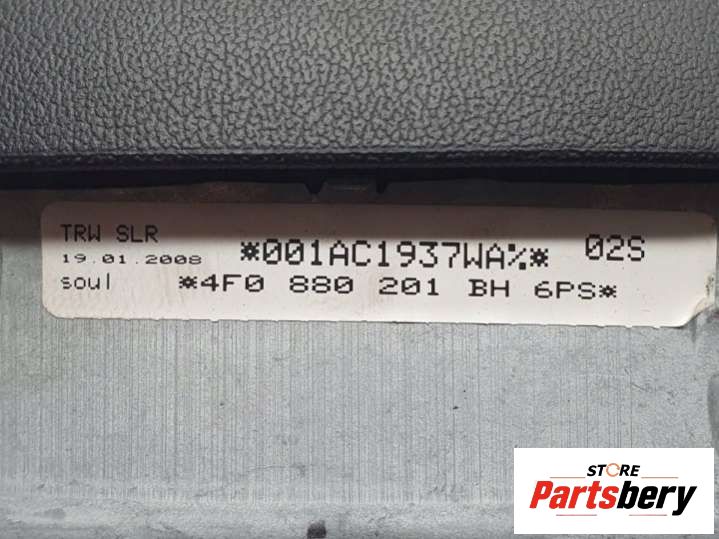 TRW SLR
19.01.2008
soul
*001AC1937WA%*
02S
*4F0 880 201 BH 6PS*
STORE
Partsbery